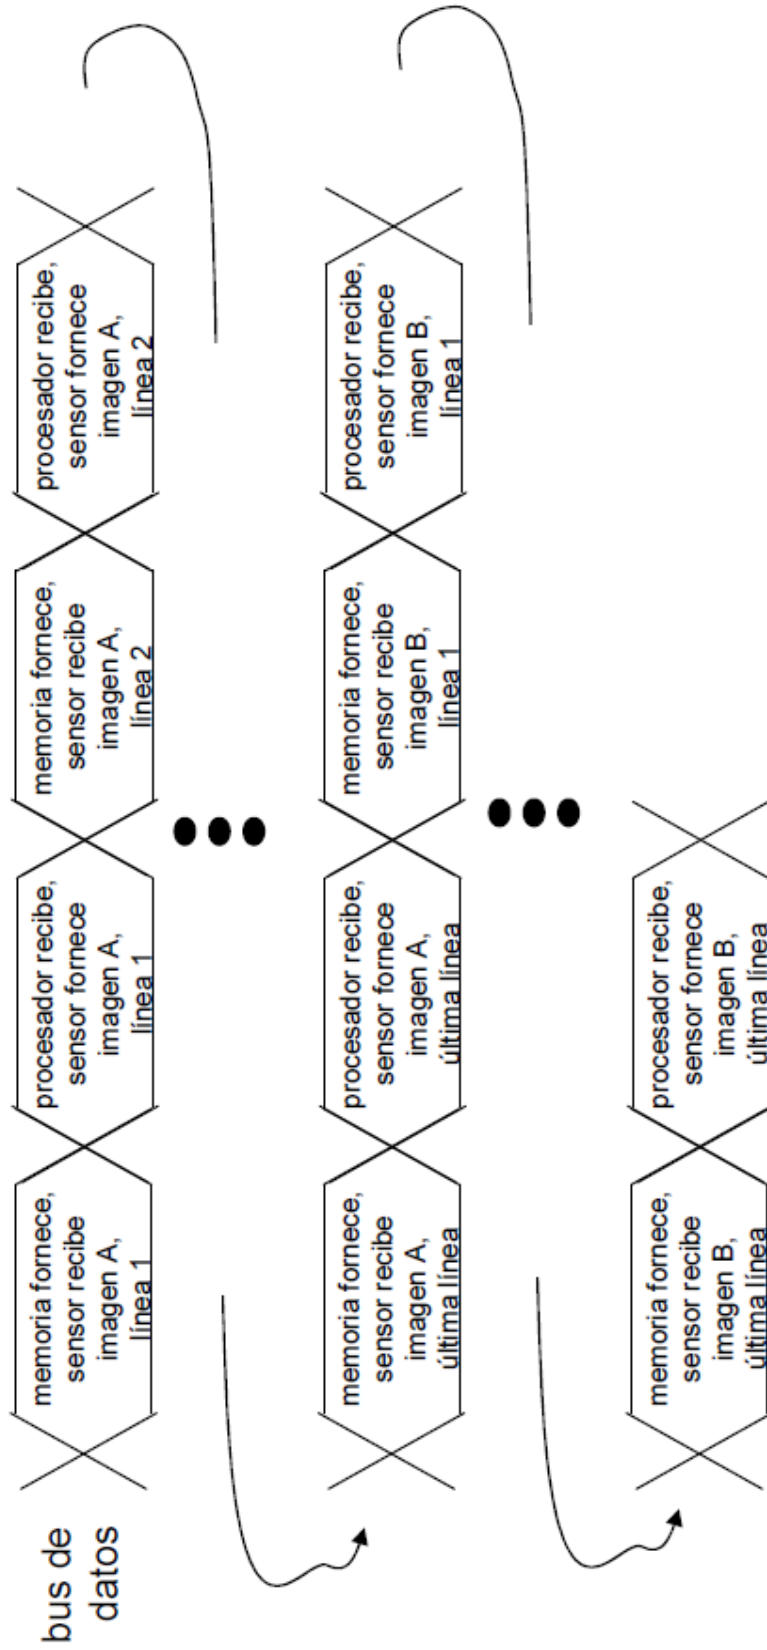 bus de
datos
memoria fornece,
sensor recibe
imagen A,
línea 1
procesador recibe,
sensor fornece
imagen A,
línea 1
memoria fornece,
sensor recibe
imagen A,
línea 2
procesador recibe,
sensor fornece
imagen A,
línea 2
memoria fornece,
sensor recibe
imagen A,
última línea
procesador recibe,
sensor fornece
imagen A,
última línea
memoria fornece,
sensor recibe
imagen B,
línea 1
procesador recibe,
sensor fornece
imagen B,
línea 1
memoria fornece,
sensor recibe
imagen B,
última línea
procesador recibe,
sensor fornece
imagen B,
última línea